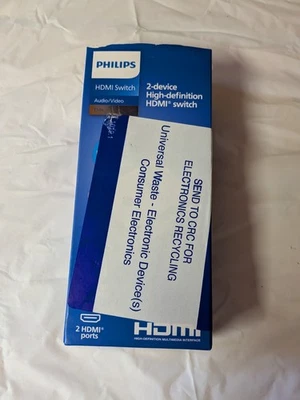 PHILIPS
HDMI Switch
Audio/Video
2-device
High-definition
HDMI® switch
SEND TO CRC FOR
ELECTRONICS RECYCLING
Universal Waste - Electronic Device(s)
Consumer Electronics
2 HDMI®
ports
HDMI
HIGH-DEFINITION MULTIMEDIA INTERFACE